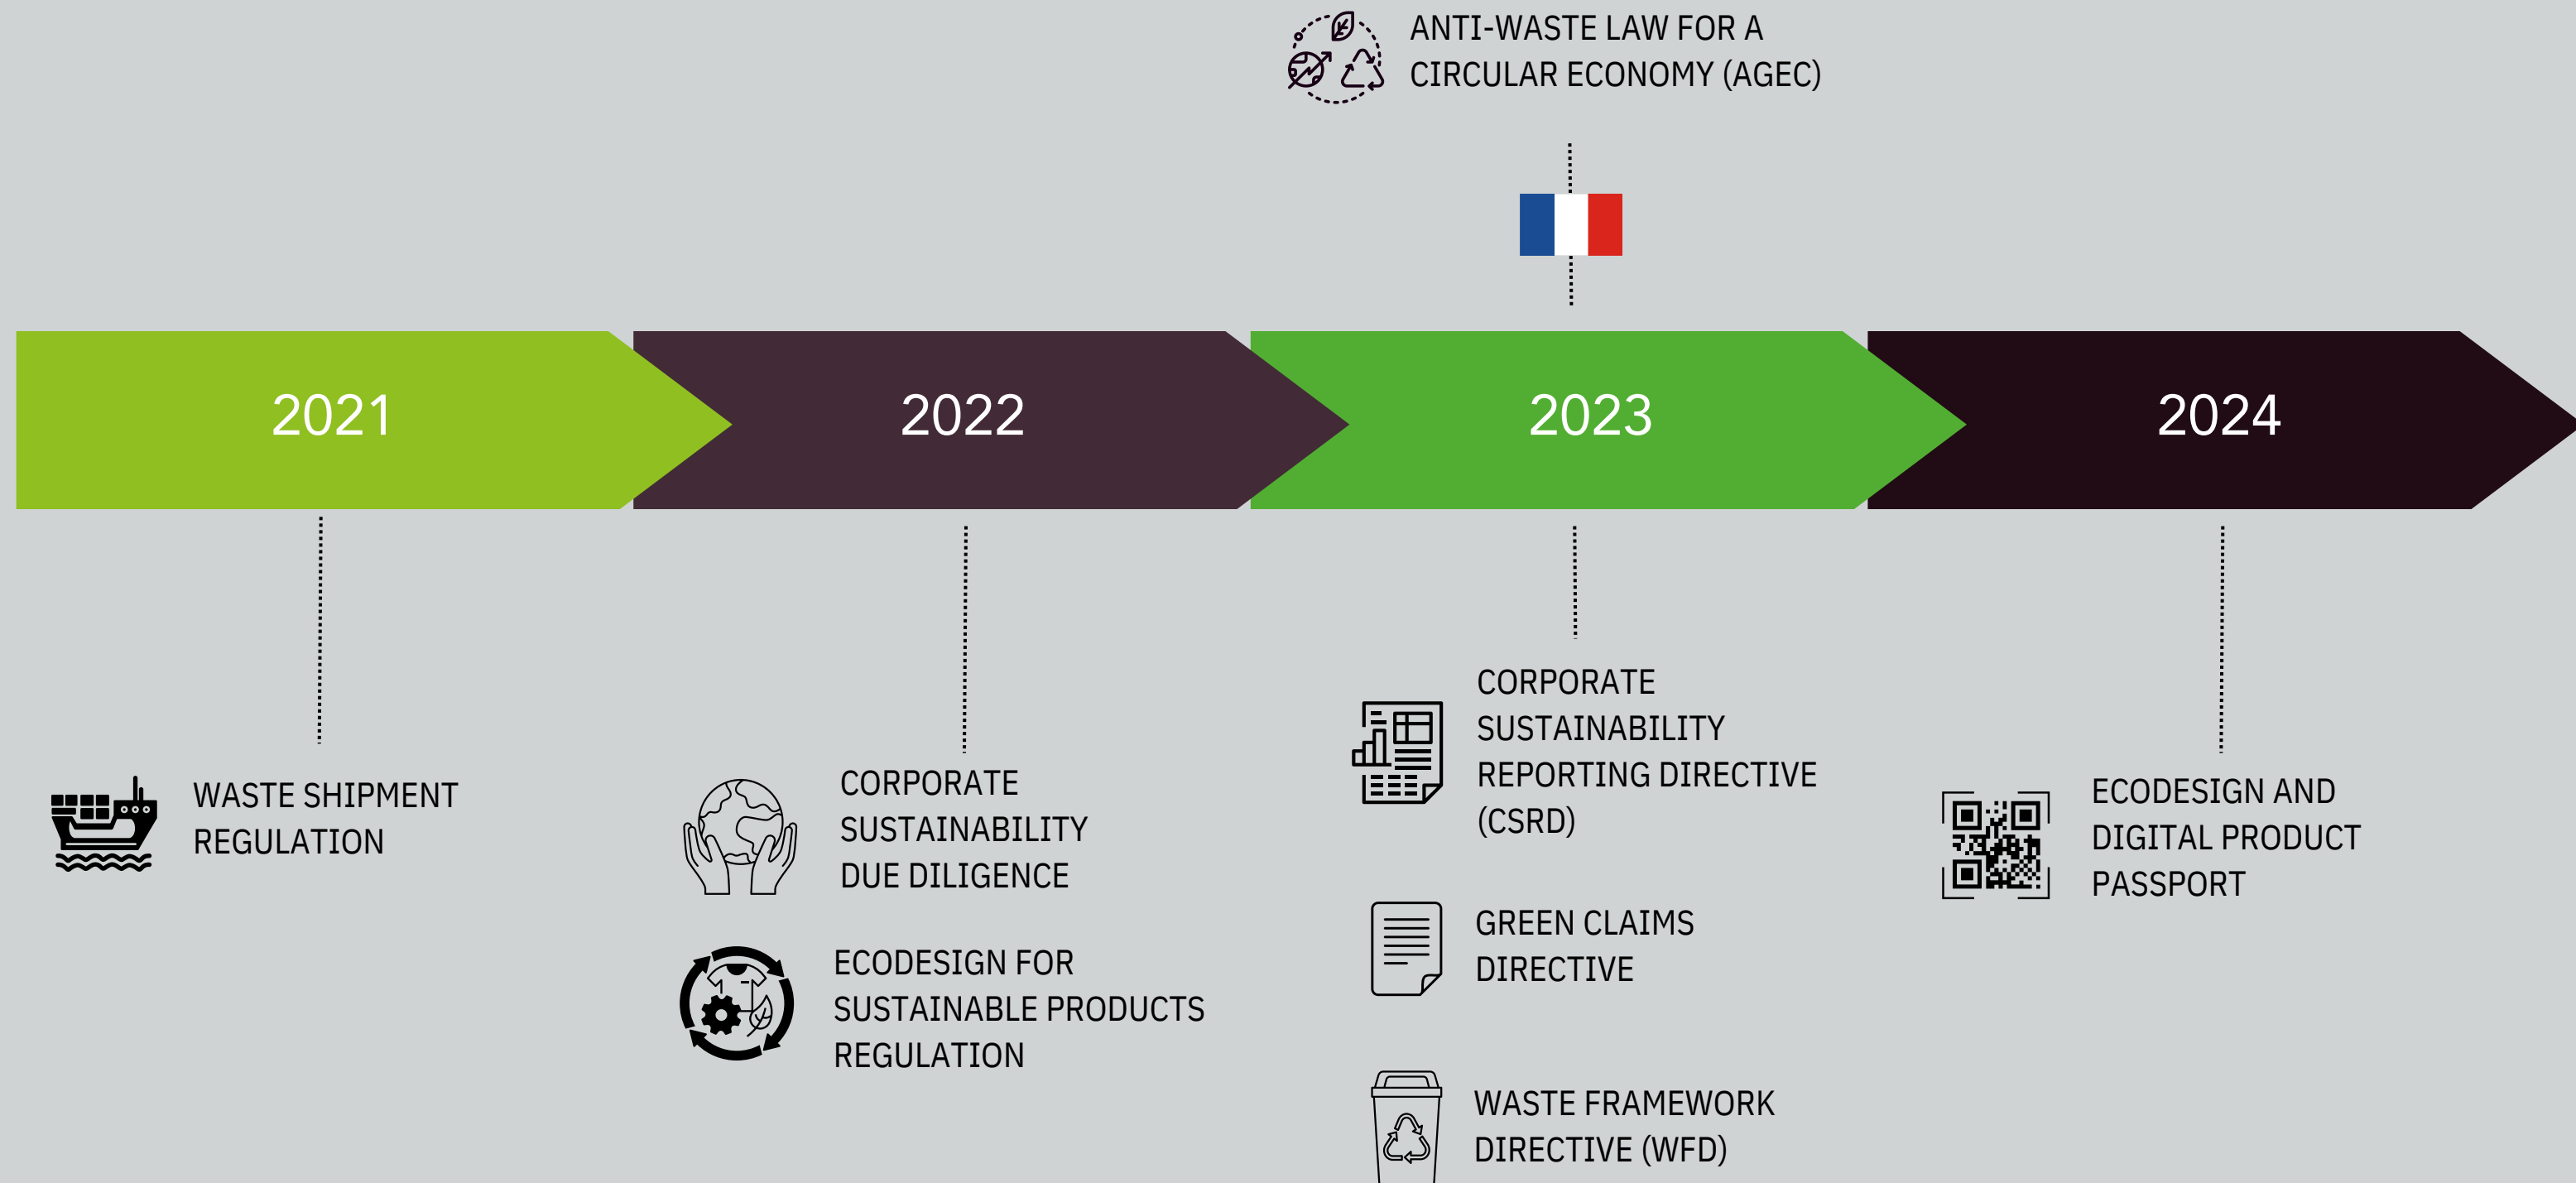 ANTI-WASTE LAW FOR A
CIRCULAR ECONOMY (AGEC)
2021
2022
2023
2024
WASTE SHIPMENT
REGULATION
CORPORATE
SUSTAINABILITY
DUE DILIGENCE
ECODESIGN FOR
SUSTAINABLE PRODUCTS
REGULATION
CORPORATE
SUSTAINABILITY
REPORTING DIRECTIVE
(CSRD)
GREEN CLAIMS
DIRECTIVE
WASTE FRAMEWORK
DIRECTIVE (WFD)
ECODESIGN AND
DIGITAL PRODUCT
PASSPORT